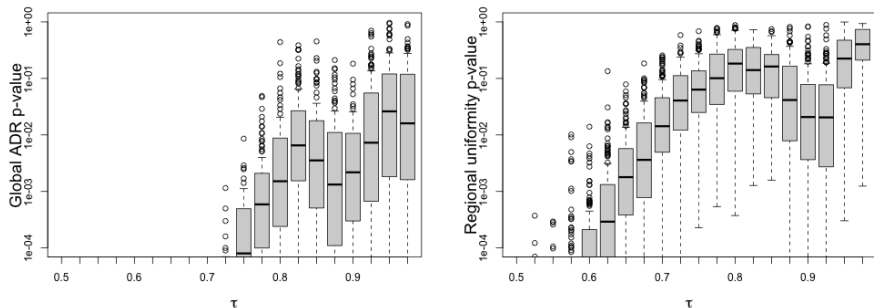 Global ADR p-value
1e+00
1e-01
1e-02
1e-03
1e-04
0.5 0.6 0.7 0.8 0.9
τ
Regional uniformity p-value
1e+00
1e-01
1e-02
1e-03
1e-04
0.5 0.6 0.7 0.8 0.9
τ